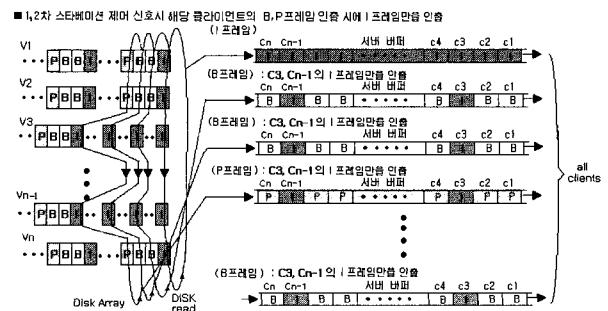 ■ 1,2차 스타베이션 제어 신호시 해당 클라이언트의 B,P프레임 인출 시에 I 프레임만을 인출
(I 프레임)
Cn Cn-1 서버 버퍼 c4 c3 c2 c1
V1
••• P B B I ••• P B B I
(B프레임) : C3, Cn-1 의 I 프레임만을 인출
Cn Cn-1 서버 버퍼 c4 c3 c2 c1
B I B B ••••• B I B B
V2
••• P B B I ••• P B B I
(B프레임) : C3, Cn-1 의 I 프레임만을 인출
Cn Cn-1 서버 버퍼 c4 c3 c2 c1
B I B B ••••• B I B B
V3
••• P B B I ••• I ••• I ••• I
all clients
(P프레임) : C3, Cn-1 의 I 프레임만을 인출
Cn Cn-1 서버 버퍼 c4 c3 c2 c1
P I P P ••••• P I P P
Vn-1
••• P B B I ••• I ••• I ••• I
Vn
••• P B B I ••• P B B I
(B프레임) : C3, Cn-1 의 I 프레임만을 인출
Cn Cn-1 서버 버퍼 c4 c3 c2 c1
B I B B ••••• B I B B
Disk Array
DISK read